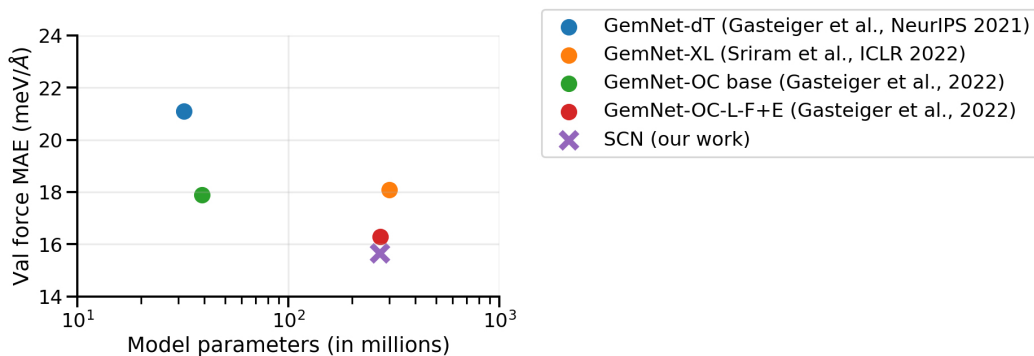 GemNet-dT (Gasteiger et al., NeurIPS 2021)
GemNet-XL (Sriram et al., ICLR 2022)
GemNet-OC base (Gasteiger et al., 2022)
GemNet-OC-L-F+E (Gasteiger et al., 2022)
SCN (our work)
Val force MAE (meV/Å)
24
22
20
18
16
14
10¹ 10² 10³
Model parameters (in millions)